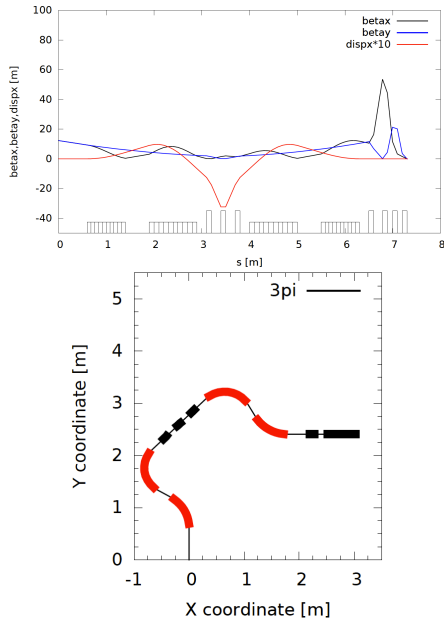 100
80
60
40
20
0
-20
-40
betax,betay,dispx [m]
betax
betay
dispx*10
0 1 2 3 4 5 6 7 8
s [m]
3pi
5
4
3
2
1
0
Y coordinate [m]
-1 0 1 2 3
X coordinate [m]